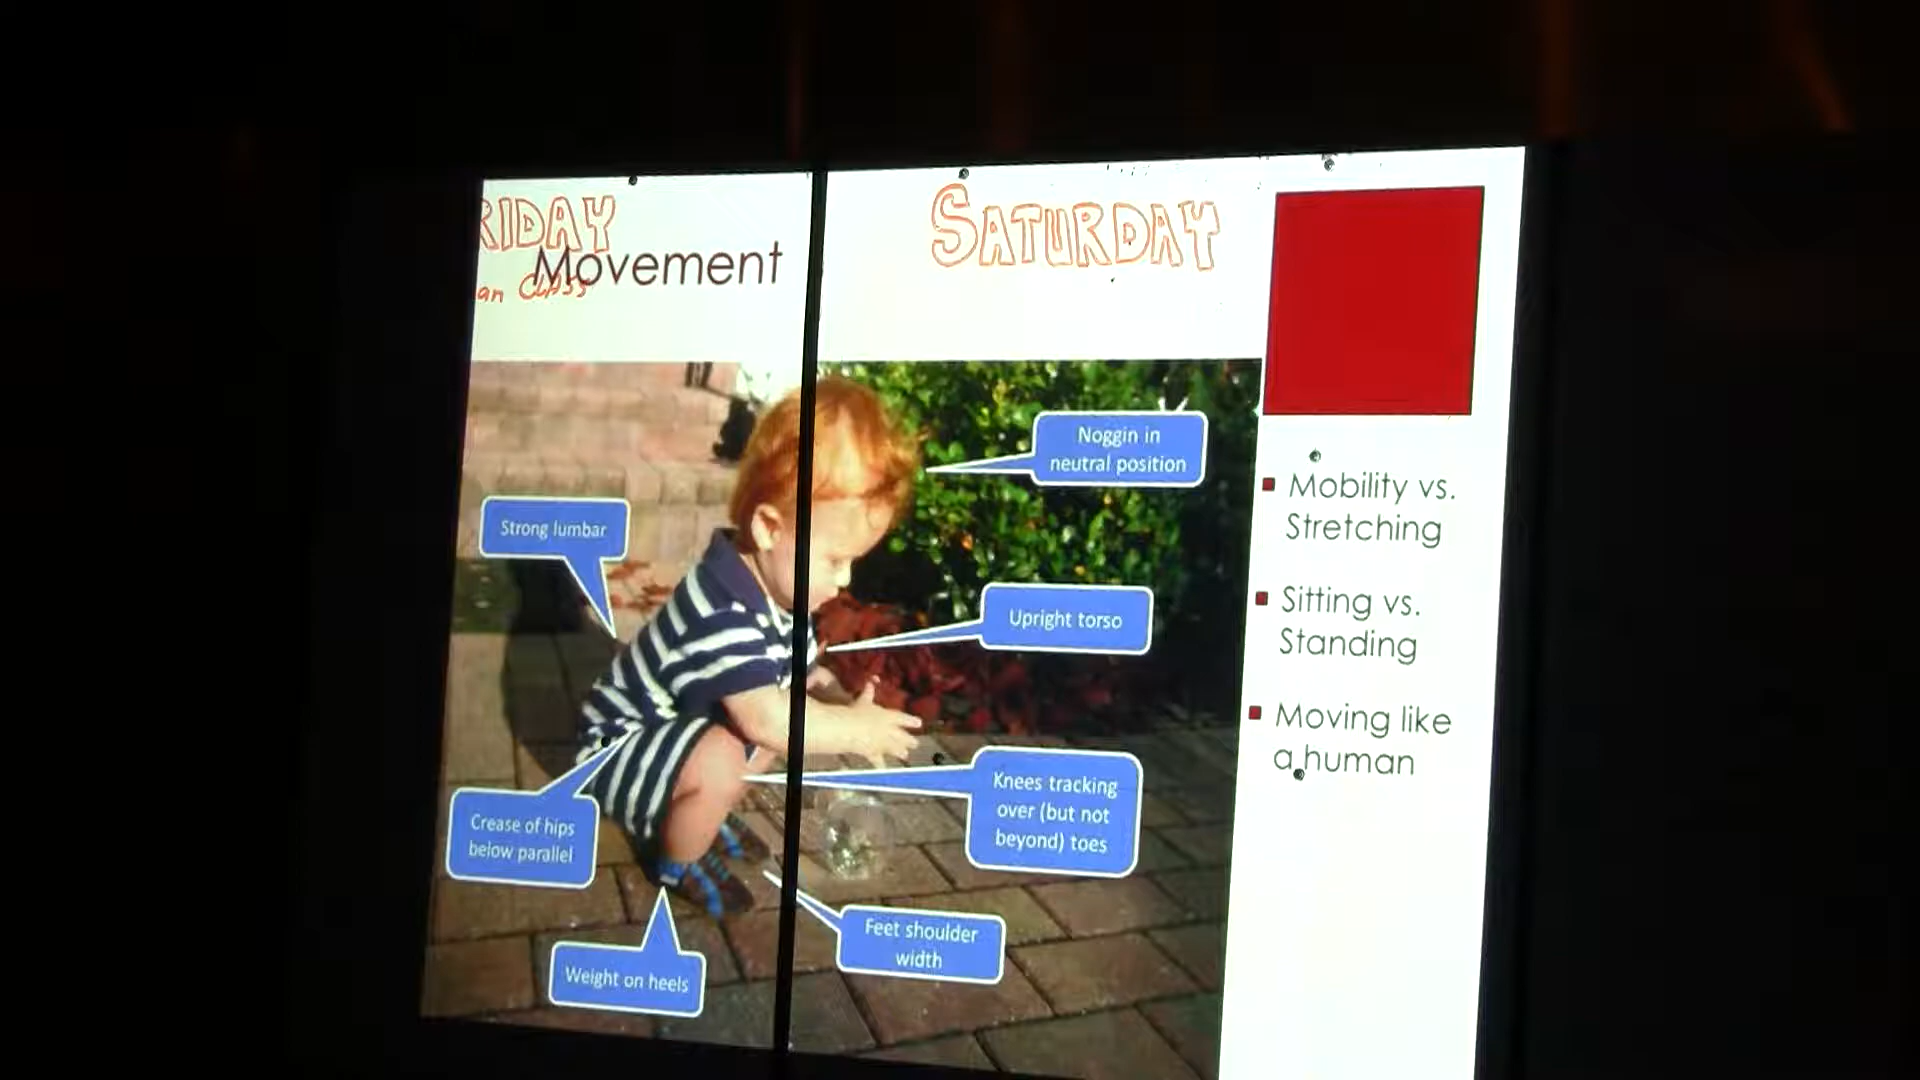 RIDAY
SATURDAY
Movement
an CLASS
Noggin in
neutral position
Strong lumbar
Upright torso
Knees tracking
over (but not
beyond) toes
Crease of hips
below parallel
Feet shoulder
width
Weight on heels
Mobility vs.
Stretching
Sitting vs.
Standing
Moving like
a human